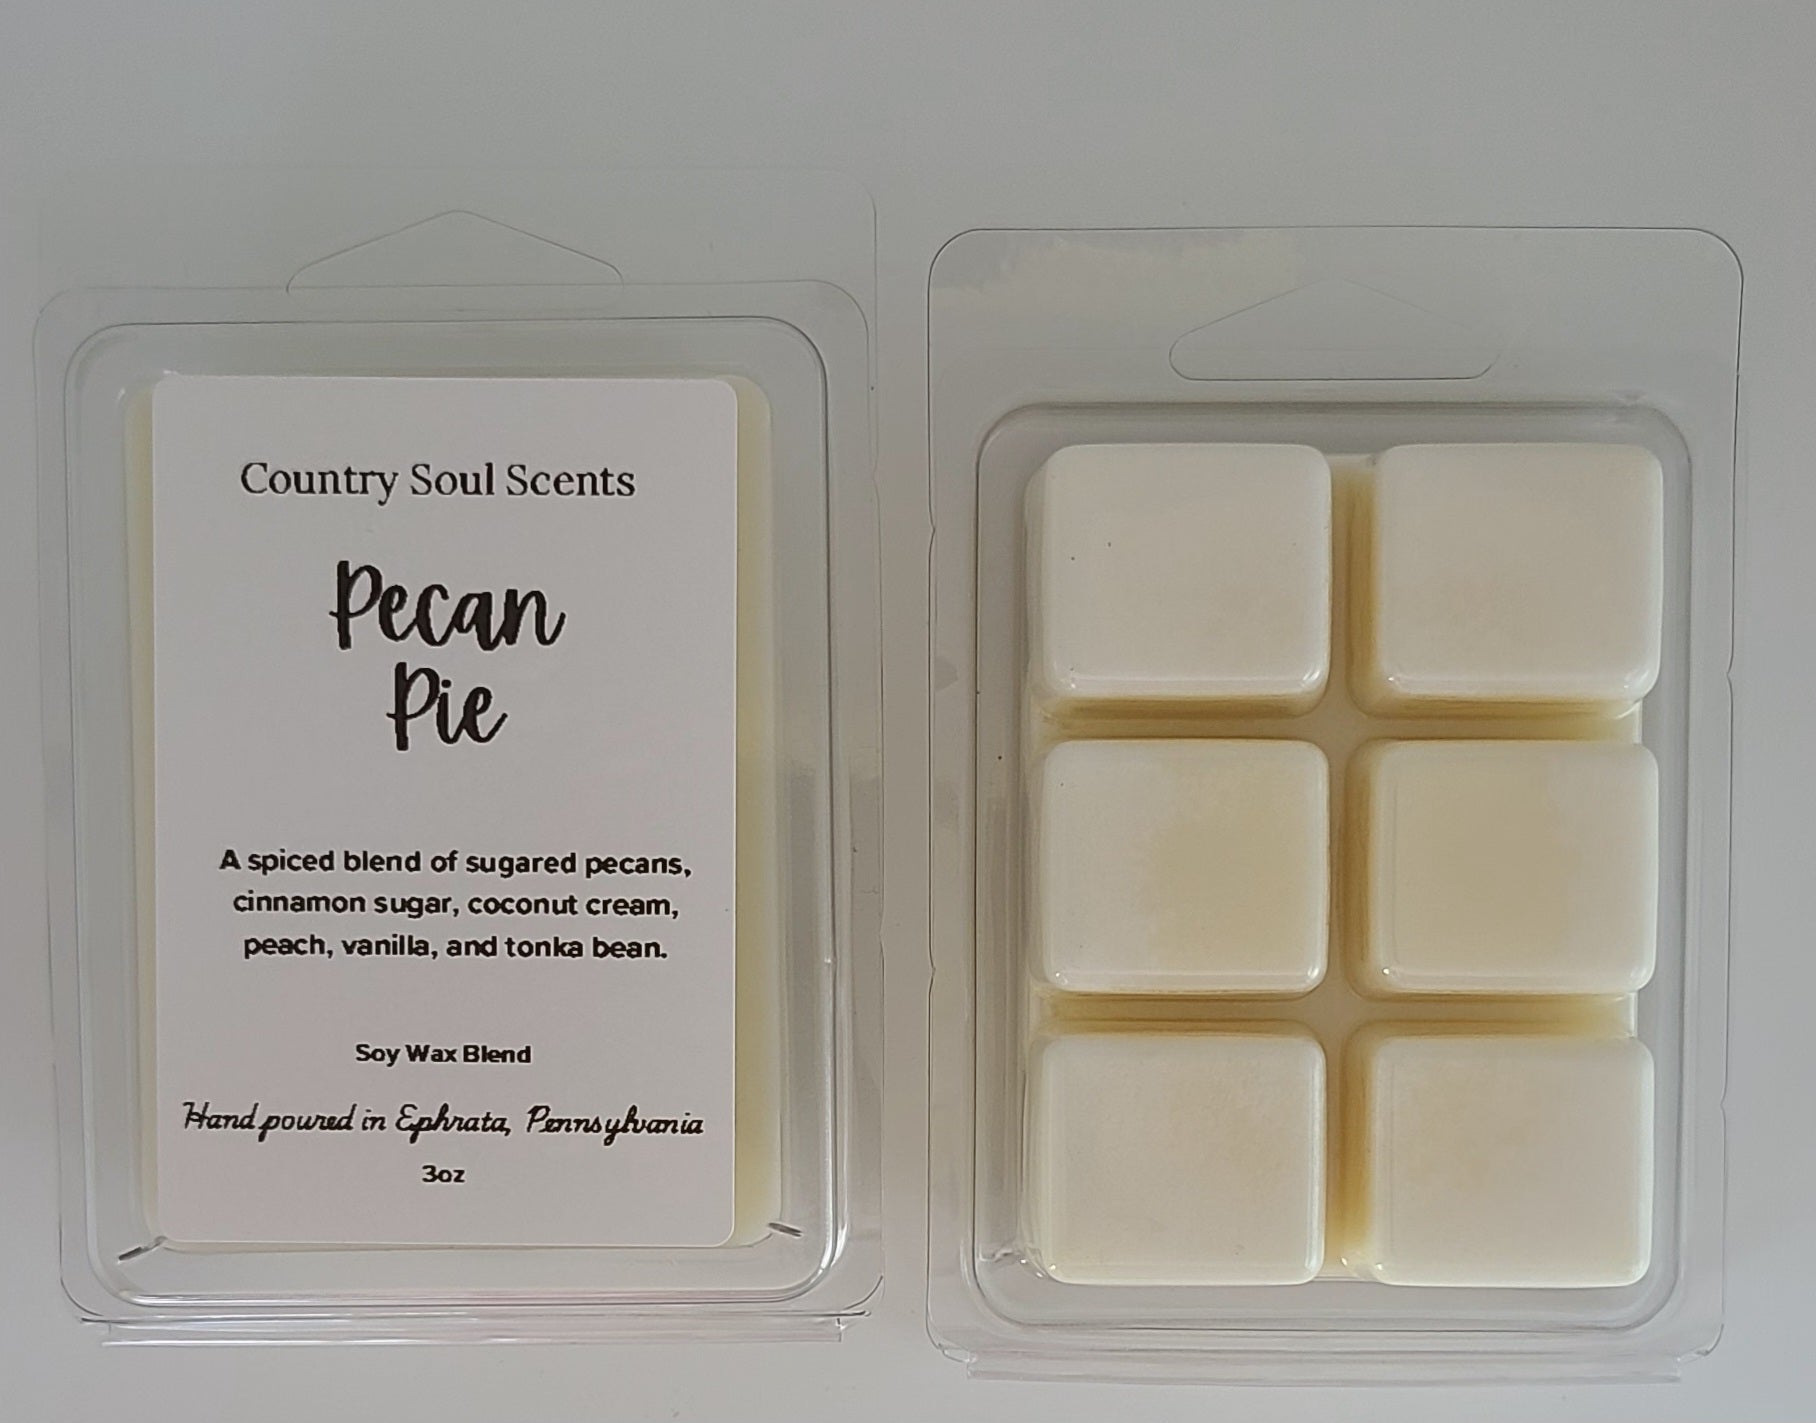 Country Soul Scents
Pecan
Pie
A spiced blend of sugared pecans,
cinnamon sugar, coconut cream,
peach, vanilla, and tonka bean.
Soy Wax Blend
Hand poured in Ephrata, Pennsylvania
3oz